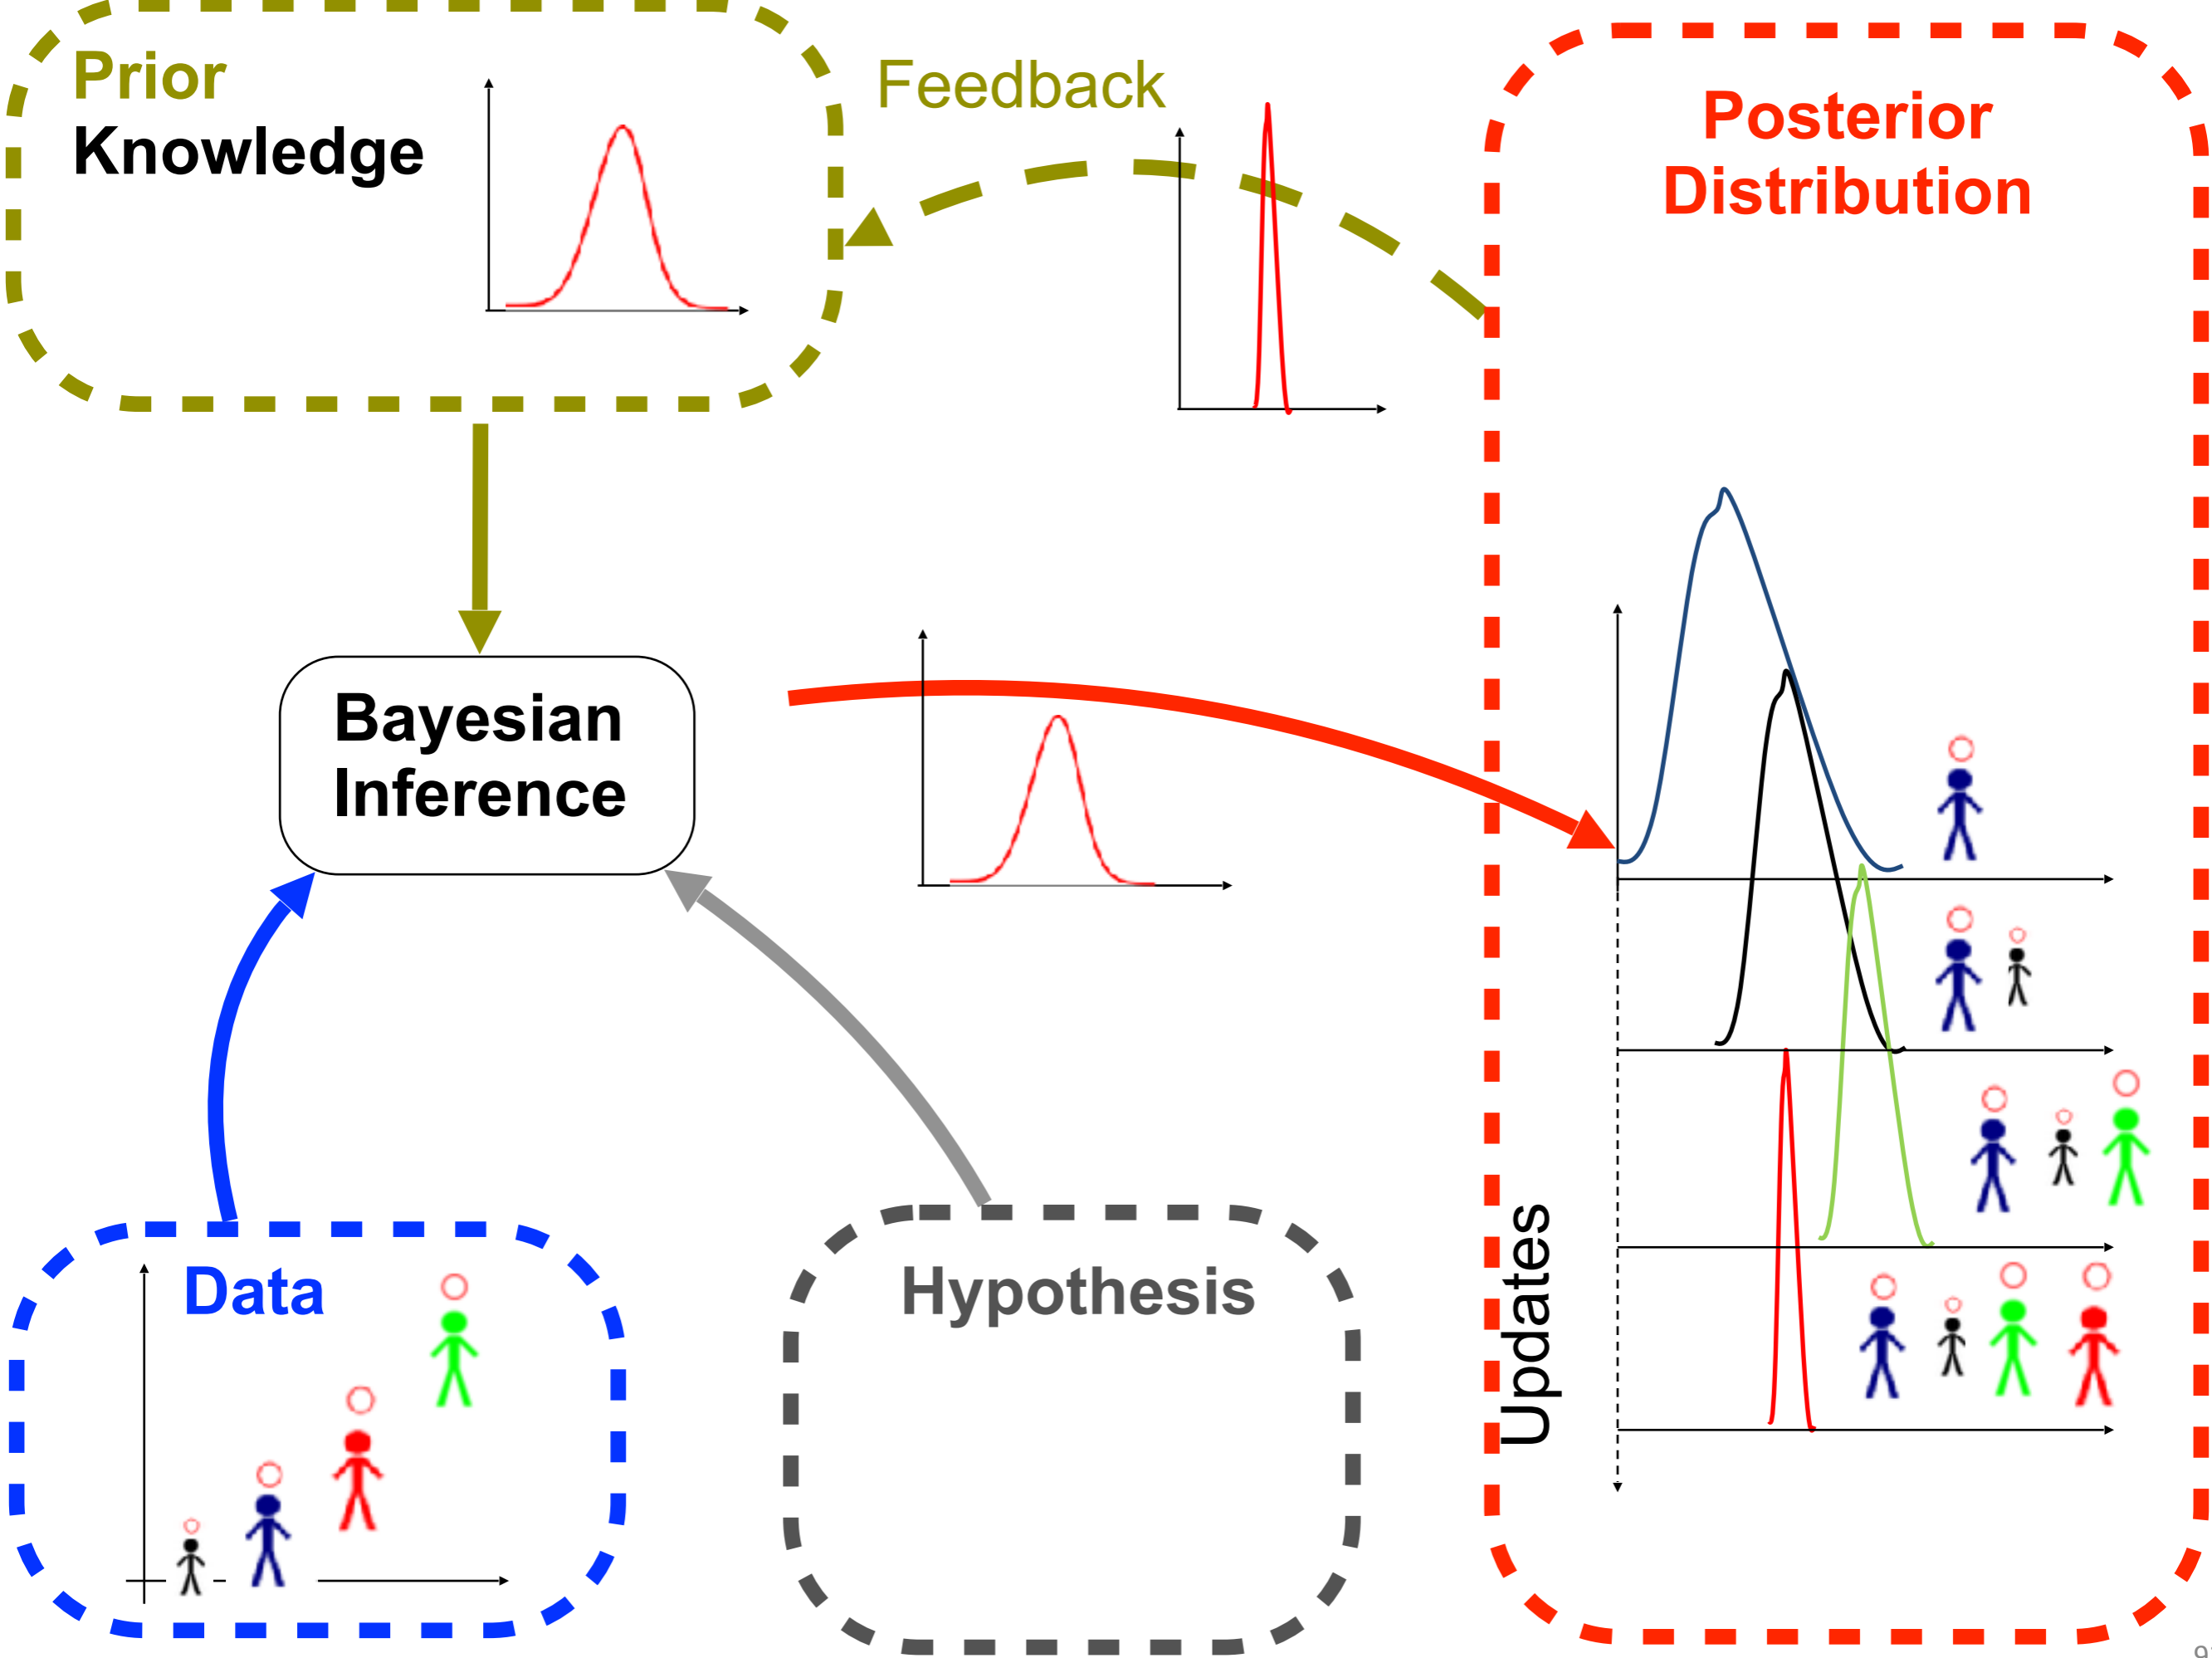 Prior
Knowledge
Feedback
Posterior
Distribution
Bayesian
Inference
Updates
Data
Hypothesis